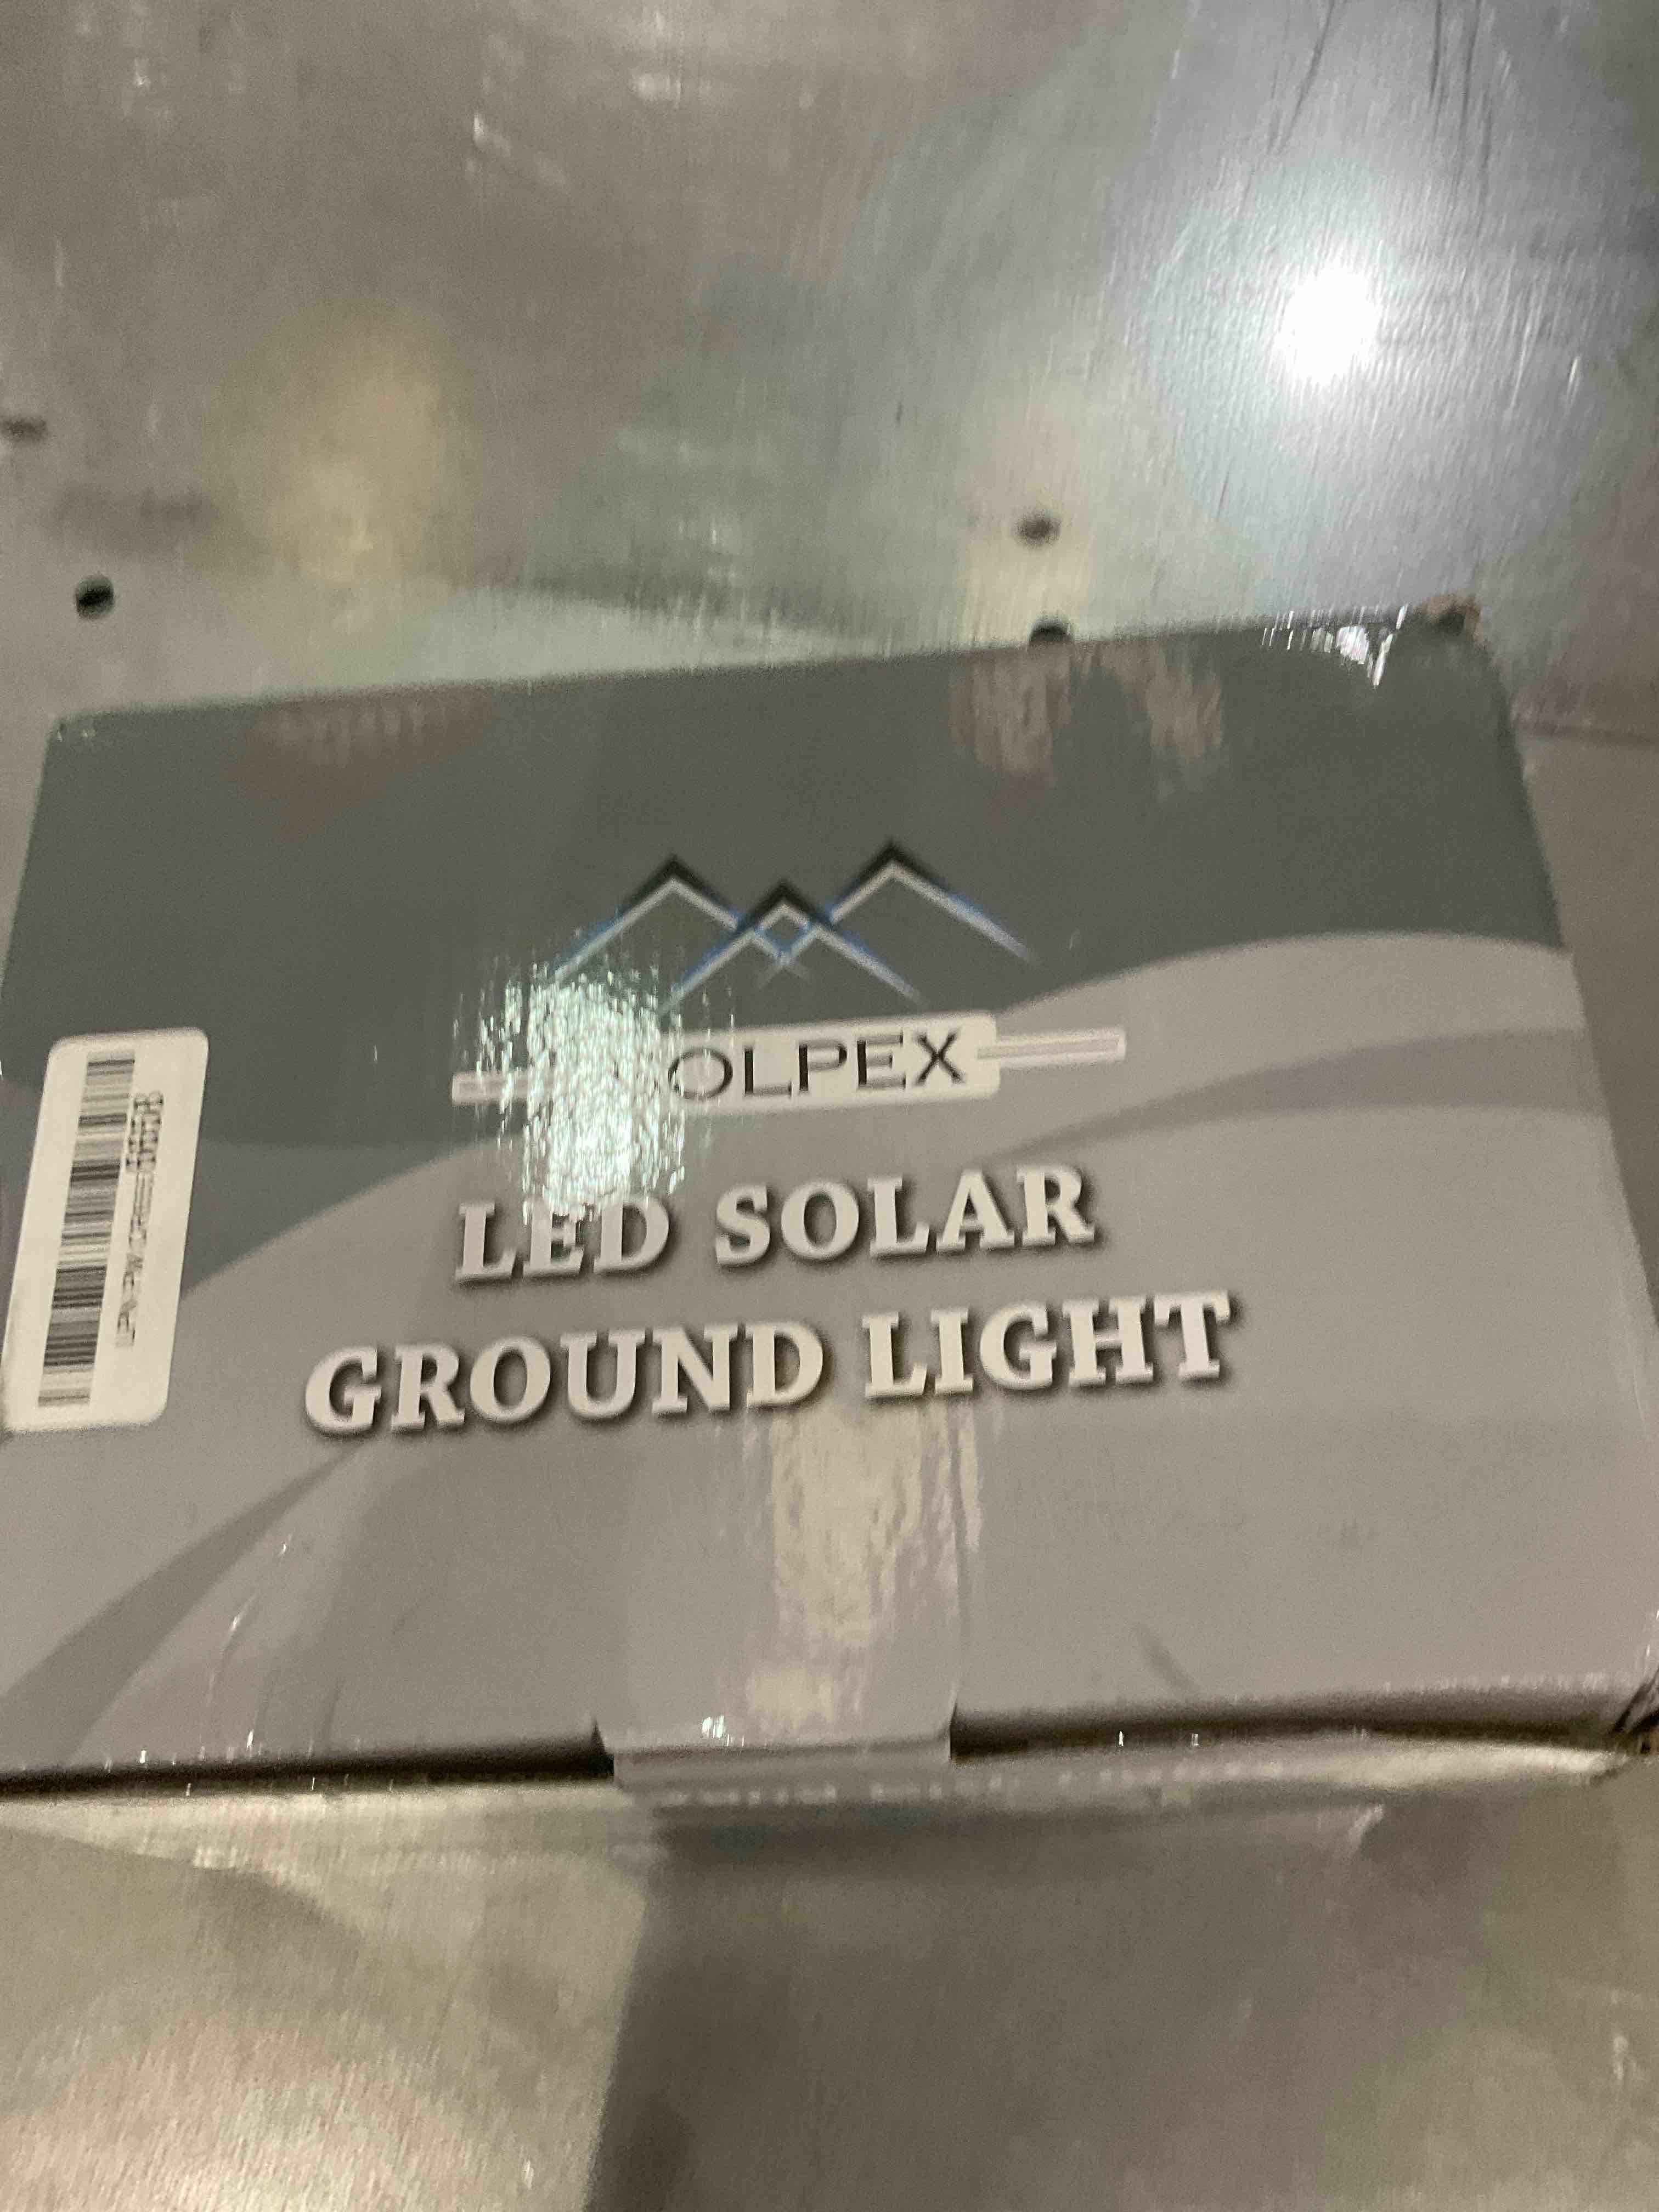 OLPEX
LED SOLAR
GROUND LIGHT